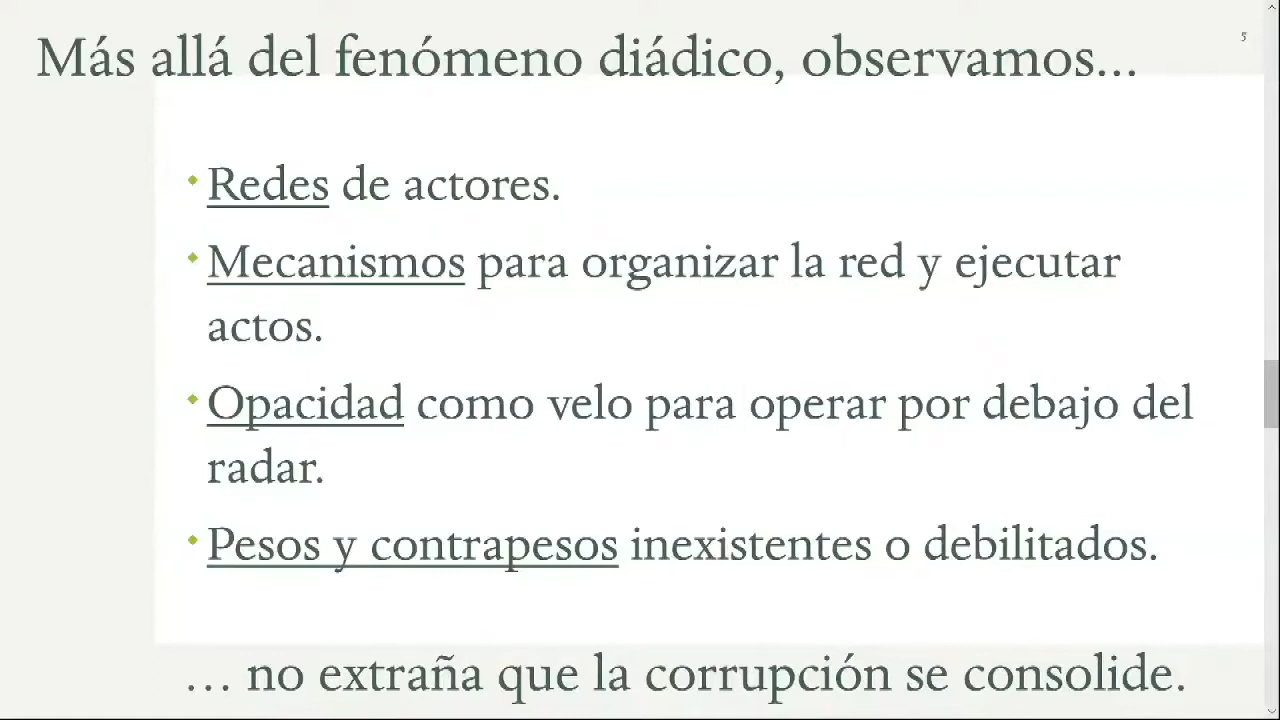 Más allá del fenómeno diádico, observamos...
5
Redes de actores.
Mecanismos para organizar la red y ejecutar
actos.
Opacidad como velo para operar por debajo del
radar.
Pesos y contrapesos inexistentes o debilitados.
… no extraña que la corrupción se consolide.